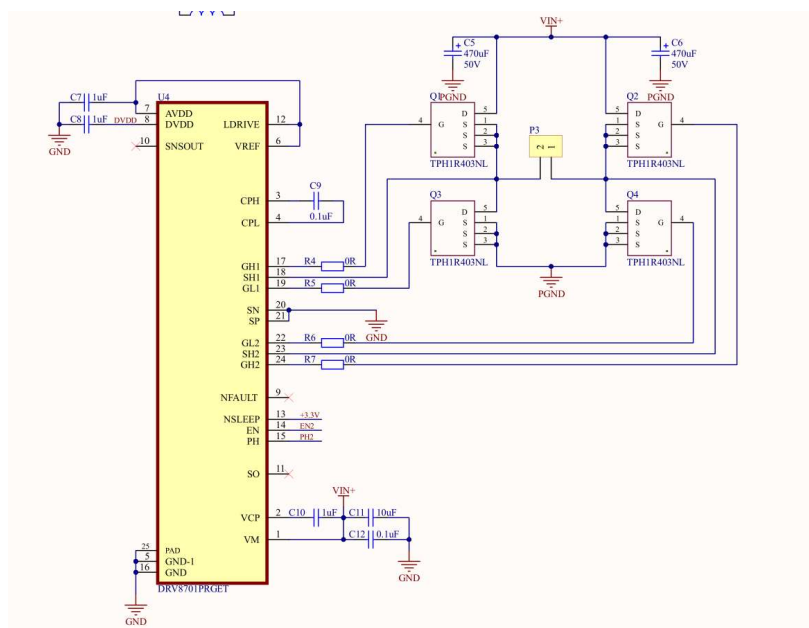 VIN+
C5
470uF
50V
PGND
C6
470uF
50V
PGND
C7
1uF
C8
1uF
DVDD
GND
U4
7
AVDD
8
DVDD
10
SNSOUT
LDRIVE
12
VREF
6
CPH
3
CPL
4
C9
0.1uF
GH1
17
R4
0R
SH1
18
GL1
19
R5
0R
SN
20
SP
21
GND
GL2
22
R6
0R
SH2
23
GH2
24
R7
0R
NFAULT
9
NSLEEP
13
+3.3V
EN
14
EN2
PH
15
PH2
SO
11
VIN+
VCP
2
C10
1uF
C11
10uF
VM
1
C12
0.1uF
GND
25
PAD
5
GND-1
16
GND
DRV8701PRGET
GND
Q1
4
G
D
5
S
1
S
2
S
3
TPH1R403NL
P3
2
1
Q2
5
D
1
S
2
S
3
S
G
4
TPH1R403NL
Q3
4
G
D
5
S
1
S
2
S
3
TPH1R403NL
Q4
5
D
1
S
2
S
3
S
G
4
TPH1R403NL
PGND